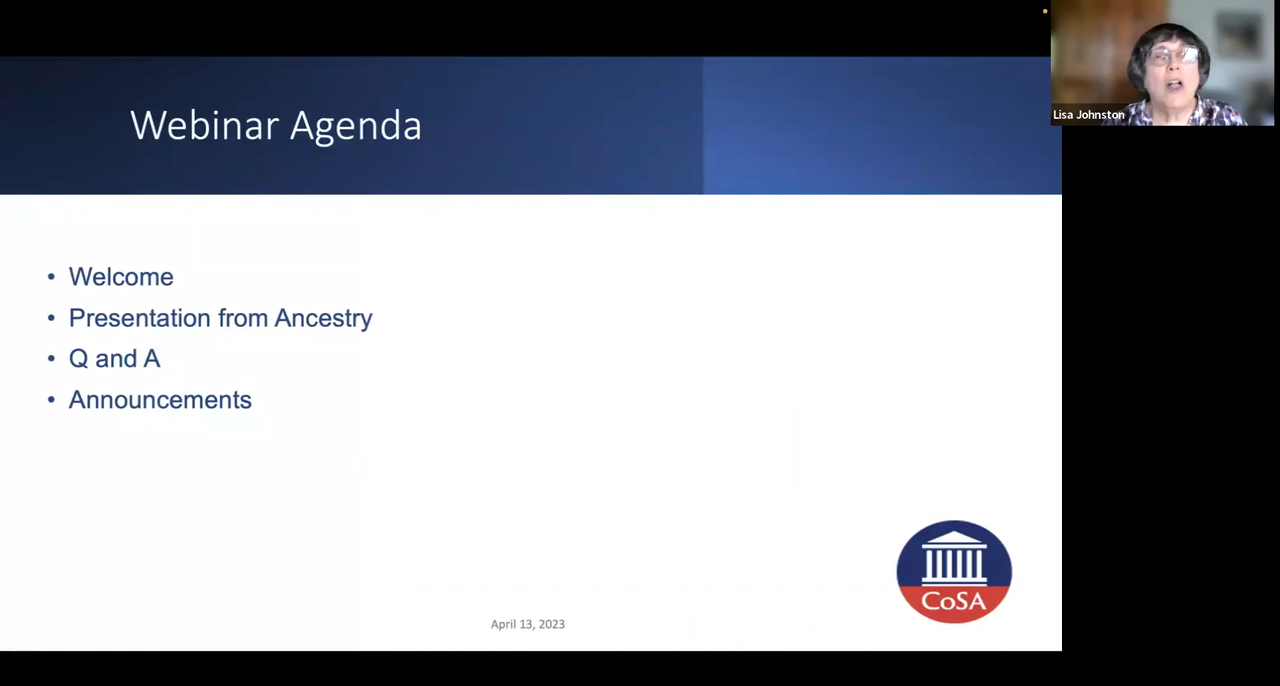 Webinar Agenda
Lisa Johnston
• Welcome
• Presentation from Ancestry
• Q and A
• Announcements
CoSA
April 13, 2023